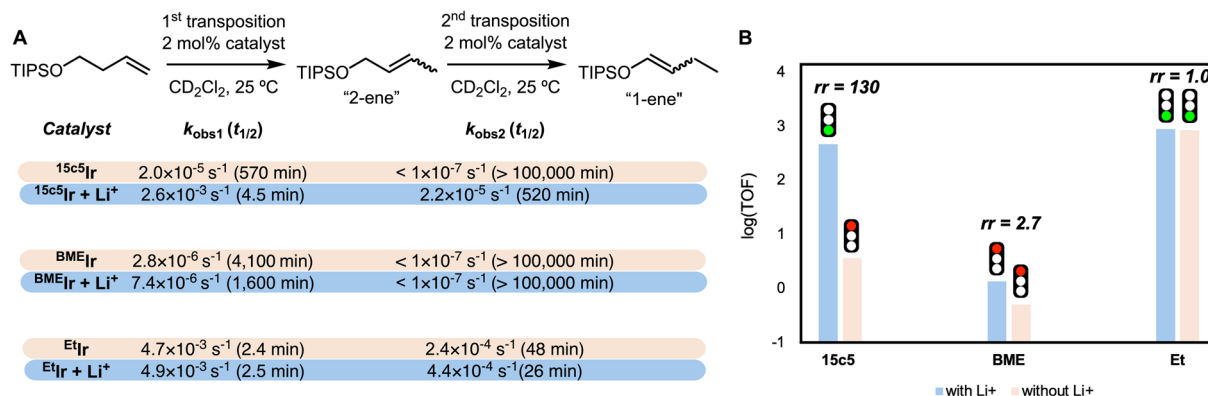 A
1st transposition
2 mol% catalyst
CD2Cl2, 25 ºC
2nd transposition
2 mol% catalyst
CD2Cl2, 25 ºC
TIPSO
TIPSO
"2-ene"
TIPSO
"1-ene"
Catalyst kobs1 (t1/2) kobs2 (t1/2)
15c5Ir 2.0×10-5 s-1 (570 min) < 1×10-7 s-1 (> 100,000 min)
15c5Ir + Li+ 2.6×10-3 s-1 (4.5 min) 2.2×10-5 s-1 (520 min)
BMEIr 2.8×10-6 s-1 (4,100 min) < 1×10-7 s-1 (> 100,000 min)
BMEIr + Li+ 7.4×10-6 s-1 (1,600 min) < 1×10-7 s-1 (> 100,000 min)
EtIr 4.7×10-3 s-1 (2.4 min) 2.4×10-4 s-1 (48 min)
EtIr + Li+ 4.9×10-3 s-1 (2.5 min) 4.4×10-4 s-1(26 min)
B
log(TOF)
4
3
2
1
0
-1
rr = 130
rr = 2.7
rr = 1.0
15c5 BME Et
with Li+ without Li+